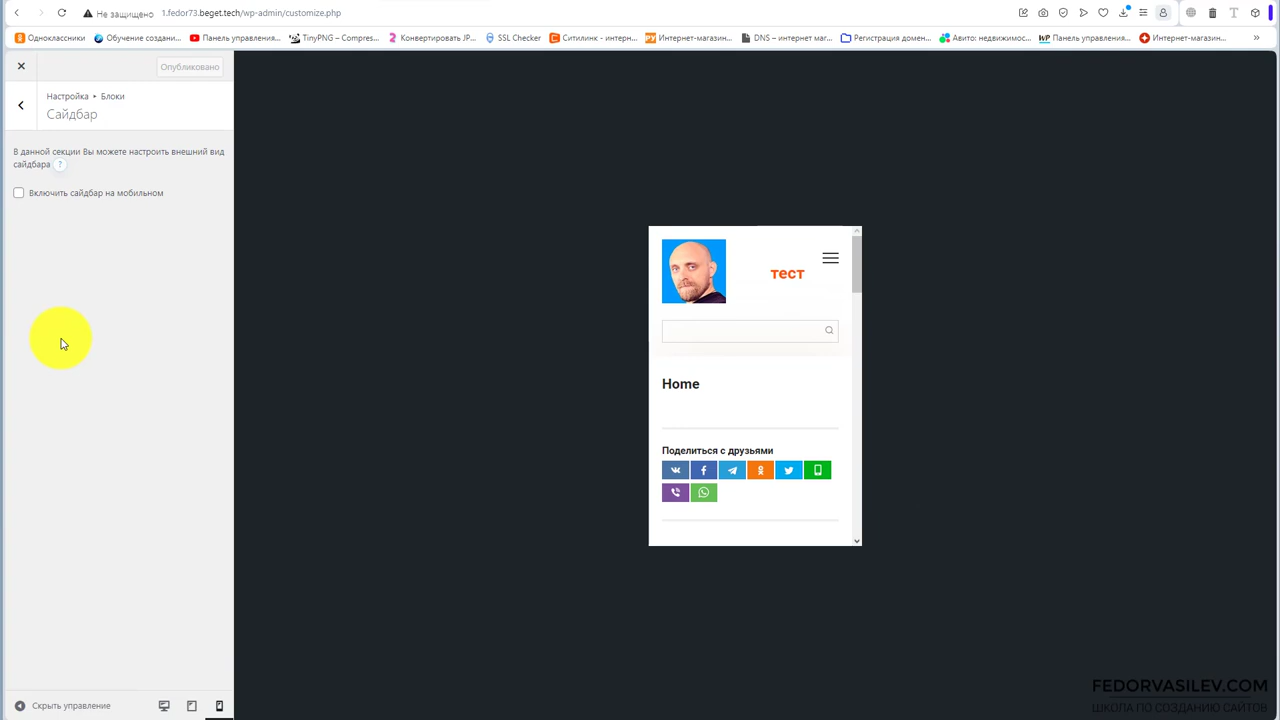 Не защищено
1.fedor73.beget.tech/wp-admin/customize.php
Одноклассники
Обучение создани...
Панель управления...
TinyPNG – Compres...
Конвертировать JP...
SSL Checker
Ситилинк - интерн...
Интернет-магазин...
DNS – интернет маг...
Регистрация домен...
Авито: недвижимос...
Панель управления...
Интернет-магазин...
Опубликовано
Настройка ▸ Блоки
Сайдбар
В данной секции Вы можете настроить внешний вид
сайдбара ?
Включить сайдбар на мобильном
тест
Home
Поделиться с друзьями
Скрыть управление
FEDORVASILEV.COM
ШКОЛА ПО СОЗДАНИЮ САЙТОВ